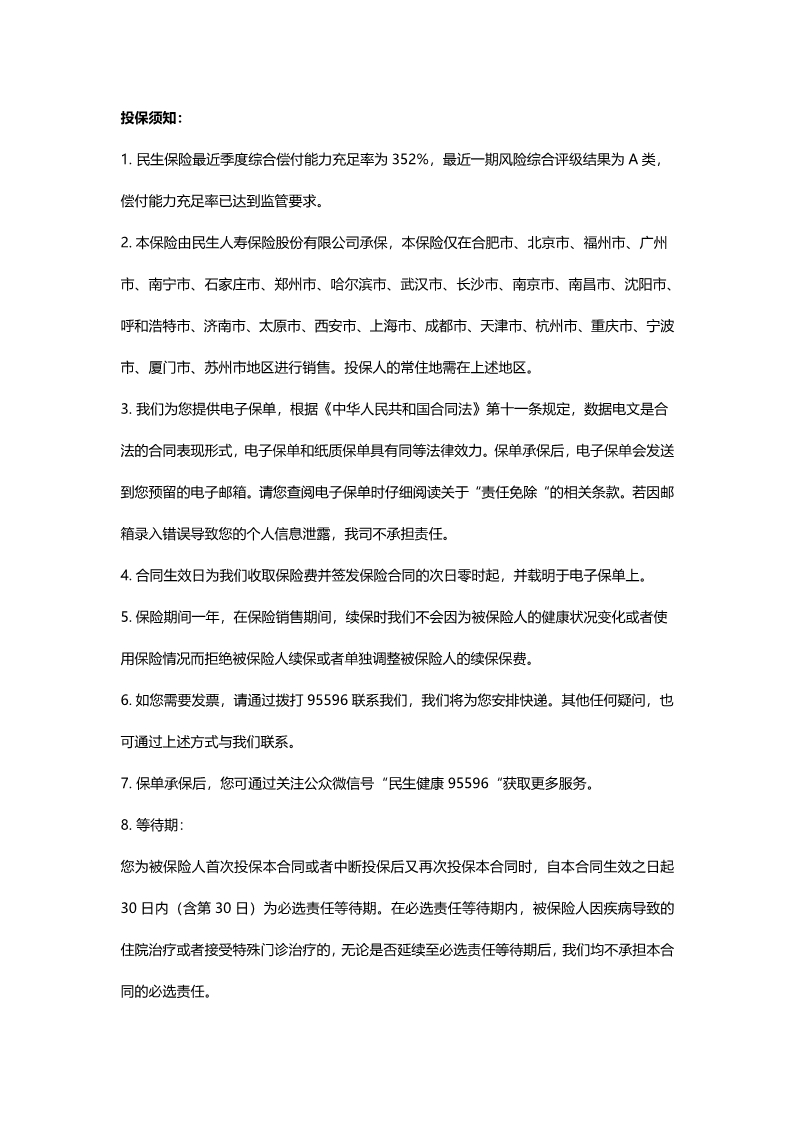 投保须知：
1. 民生保险最近季度综合偿付能力充足率为 352%，最近一期风险综合评级结果为 A 类，
偿付能力充足率已达到监管要求。
2. 本保险由民生人寿保险股份有限公司承保，本保险仅在合肥市、北京市、福州市、广州
市、南宁市、石家庄市、郑州市、哈尔滨市、武汉市、长沙市、南京市、南昌市、沈阳市、
呼和浩特市、济南市、太原市、西安市、上海市、成都市、天津市、杭州市、重庆市、宁波
市、厦门市、苏州市地区进行销售。投保人的常住地需在上述地区。
3. 我们为您提供电子保单，根据《中华人民共和国合同法》第十一条规定，数据电文是合
法的合同表现形式，电子保单和纸质保单具有同等法律效力。保单承保后，电子保单会发送
到您预留的电子邮箱。请您查阅电子保单时仔细阅读关于“责任免除“的相关条款。若因邮
箱录入错误导致您的个人信息泄露，我司不承担责任。
4. 合同生效日为我们收取保险费并签发保险合同的次日零时起，并载明于电子保单上。
5. 保险期间一年，在保险销售期间，续保时我们不会因为被保险人的健康状况变化或者使
用保险情况而拒绝被保险人续保或者单独调整被保险人的续保保费。
6. 如您需要发票，请通过拨打 95596 联系我们，我们将为您安排快递。其他任何疑问，也
可通过上述方式与我们联系。
7. 保单承保后，您可通过关注公众微信号“民生健康 95596“获取更多服务。
8. 等待期：
您为被保险人首次投保本合同或者中断投保后又再次投保本合同时，自本合同生效之日起
30 日内（含第 30 日）为必选责任等待期。在必选责任等待期内，被保险人因疾病导致的
住院治疗或者接受特殊门诊治疗的，无论是否延续至必选责任等待期后，我们均不承担本合
同的必选责任。